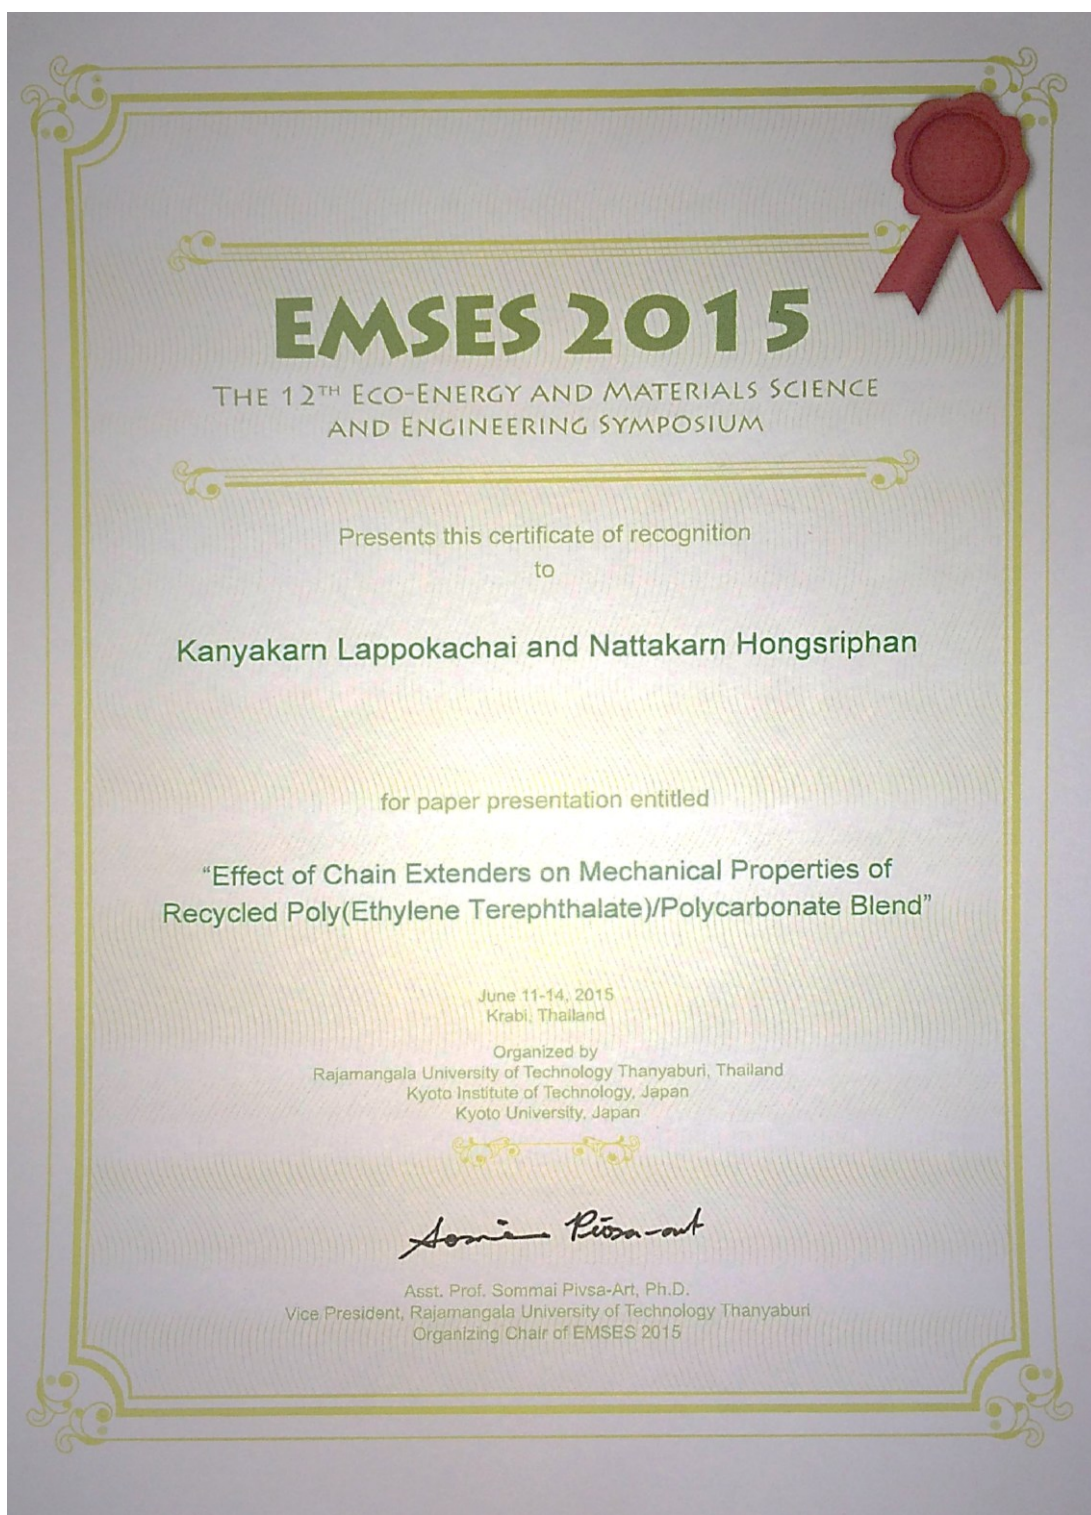 EMSES 2015
THE 12TH ECO-ENERGY AND MATERIALS SCIENCE
AND ENGINEERING SYMPOSIUM
Presents this certificate of recognition
to
Kanyakarn Lappokachai and Nattakarn Hongsriphan
for paper presentation entitled
“Effect of Chain Extenders on Mechanical Properties of
Recycled Poly(Ethylene Terephthalate)/Polycarbonate Blend”
June 11-14, 2015
Krabi, Thailand
Organized by
Rajamangala University of Technology Thanyaburi, Thailand
Kyoto Institute of Technology, Japan
Kyoto University, Japan
Sommai Pivsa-art
Asst. Prof. Sommai Pivsa-Art, Ph.D.
Vice President, Rajamangala University of Technology Thanyaburi
Organizing Chair of EMSES 2015